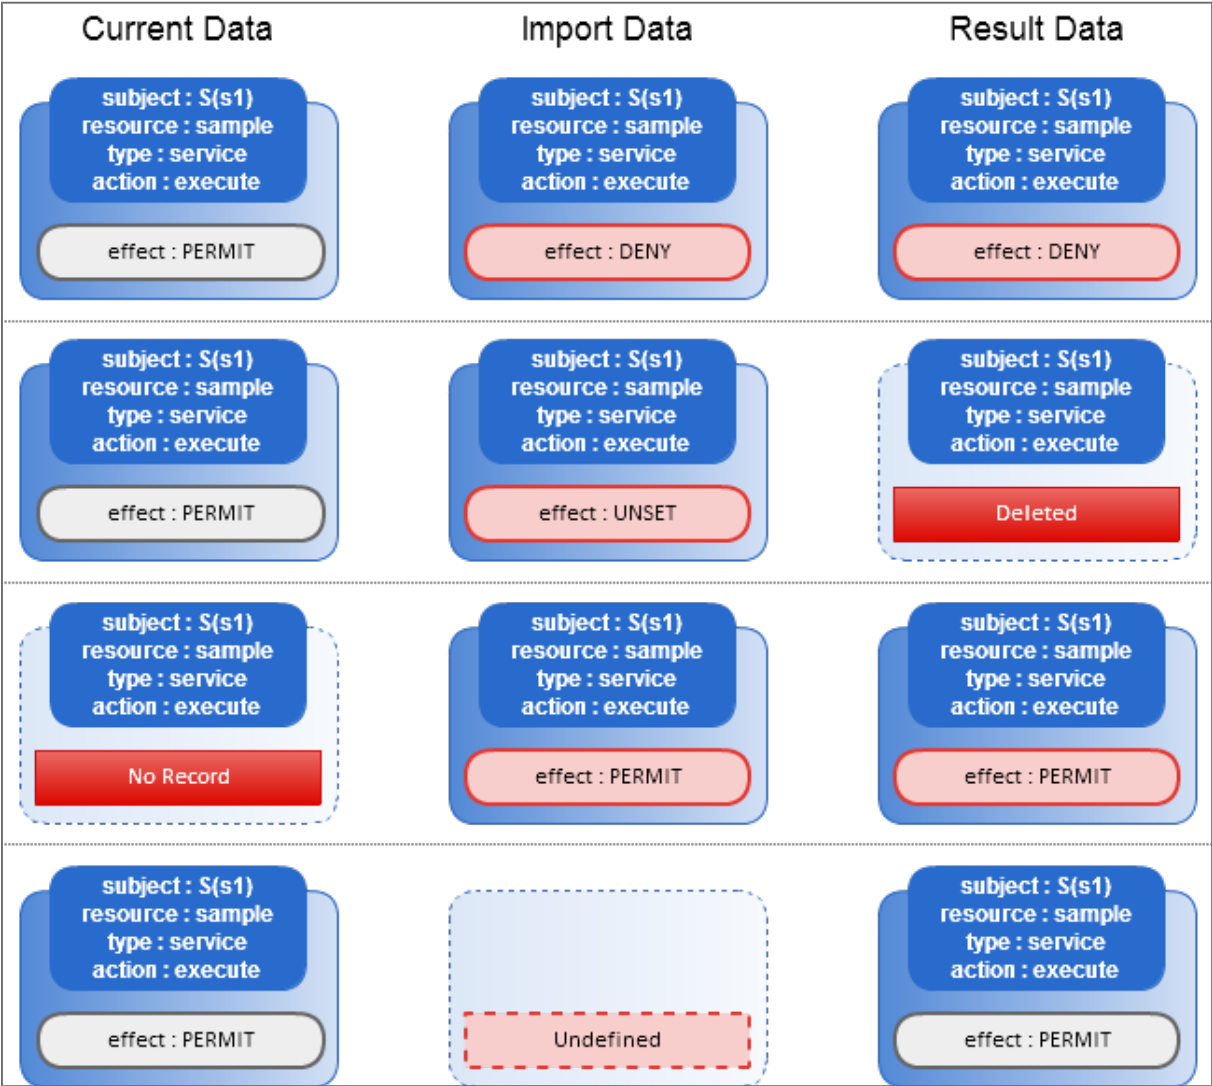 Current Data
Import Data
Result Data
subject : S(s1)
resource : sample
type : service
action : execute
effect : PERMIT
subject : S(s1)
resource : sample
type : service
action : execute
effect : DENY
subject : S(s1)
resource : sample
type : service
action : execute
effect : DENY
subject : S(s1)
resource : sample
type : service
action : execute
effect : PERMIT
subject : S(s1)
resource : sample
type : service
action : execute
effect : UNSET
subject : S(s1)
resource : sample
type : service
action : execute
Deleted
subject : S(s1)
resource : sample
type : service
action : execute
No Record
subject : S(s1)
resource : sample
type : service
action : execute
effect : PERMIT
subject : S(s1)
resource : sample
type : service
action : execute
effect : PERMIT
subject : S(s1)
resource : sample
type : service
action : execute
effect : PERMIT
Undefined
subject : S(s1)
resource : sample
type : service
action : execute
effect : PERMIT